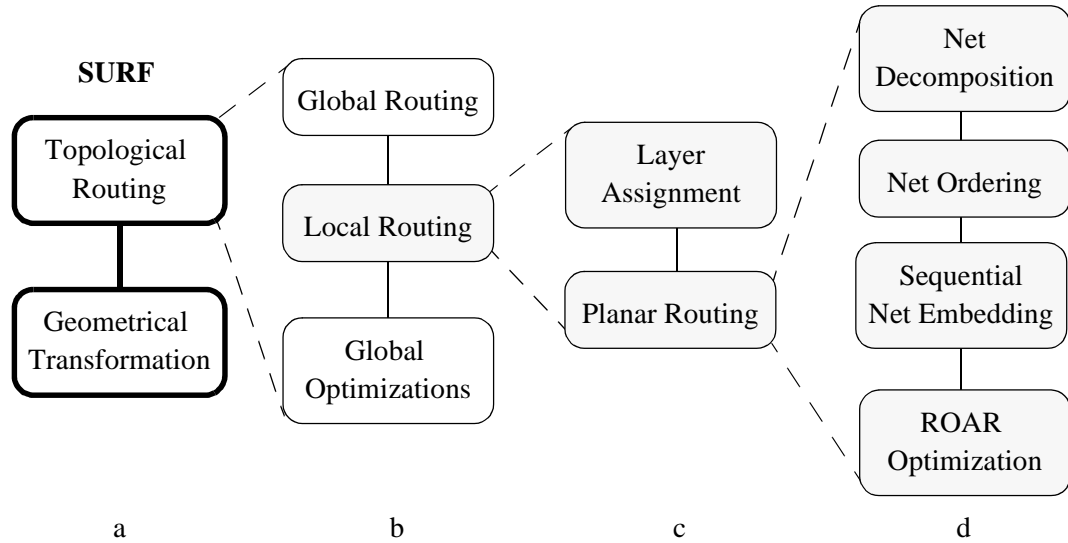 SURF
Topological
Routing
Geometrical
Transformation
a
Global Routing
Local Routing
Global
Optimizations
b
Layer
Assignment
Planar Routing
c
Net
Decomposition
Net Ordering
Sequential
Net Embedding
ROAR
Optimization
d